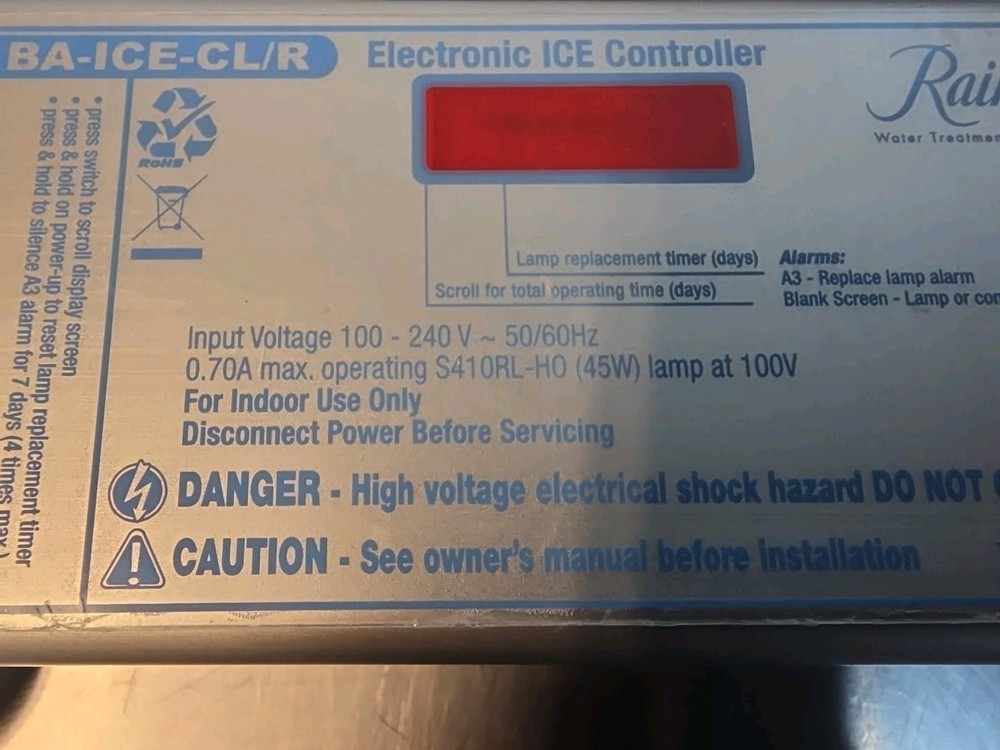 BA-ICE-CL/R
Electronic ICE Controller
Water
• press switch to scroll display screen
• press & hold on power-up to reset lamp replacement timer
• press & hold to silence A3 alarm for 7 days (4 times max.)
RoHS
Lamp replacement timer (days)
Scroll for total operating time (days)
Alarms:
A3 - Replace lamp alarm
Blank Screen - Lamp or
Input Voltage 100 - 240 V ~ 50/60Hz
0.70A max. operating S410RL-HO (45W) lamp at 100V
For Indoor Use Only
Disconnect Power Before Servicing
DANGER - High voltage electrical shock hazard DO NOT
CAUTION - See owner's manual before installation